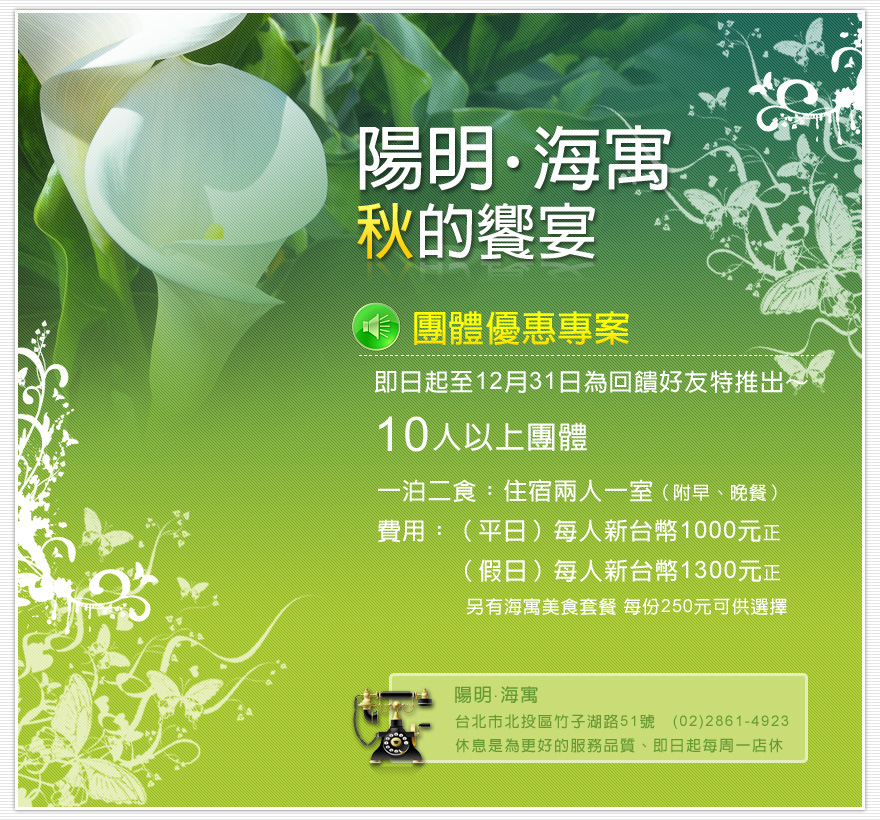 陽明·海寓
秋的饗宴
團體優惠專案
即日起至12月31日為回饋好友特推出~
10人以上團體
一泊二食：住宿兩人一室（附早、晚餐）
費用：（平日）每人新台幣1000元正
（假日）每人新台幣1300元正
另有海寓美食套餐 每份250元可供選擇
陽明·海寓
台北市北投區竹子湖路51號 (02)2861-4923
休息是為更好的服務品質、即日起每周一店休